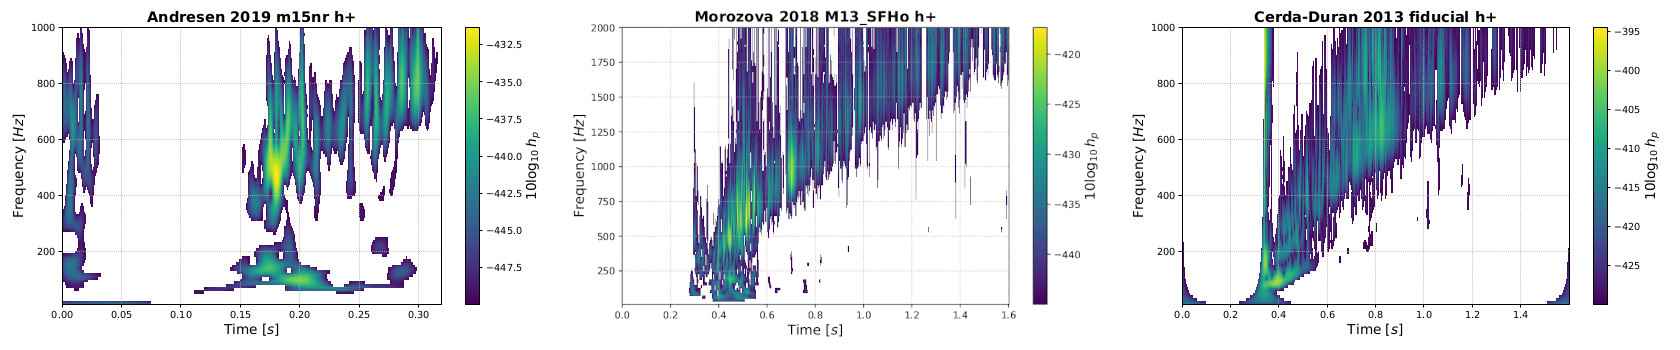 Andresen 2019 m15nr h+
1000
800
600
400
200
Frequency [Hz]
0.00 0.05 0.10 0.15 0.20 0.25 0.30
Time [s]
−432.5
−435.0
−437.5
−440.0
−442.5
−445.0
−447.5
10log₁₀ hₚ
Morozova 2018 M13_SFHo h+
2000
1750
1500
1250
1000
750
500
250
Frequency [Hz]
0.0 0.2 0.4 0.6 0.8 1.0 1.2 1.4 1.6
Time [s]
−420
−425
−430
−435
−440
10log₁₀ hₚ
Cerda-Duran 2013 fiducial h+
1000
800
600
400
200
Frequency [Hz]
0.0 0.2 0.4 0.6 0.8 1.0 1.2 1.4
Time [s]
−395
−400
−405
−410
−415
−420
−425
10log₁₀ hₚ